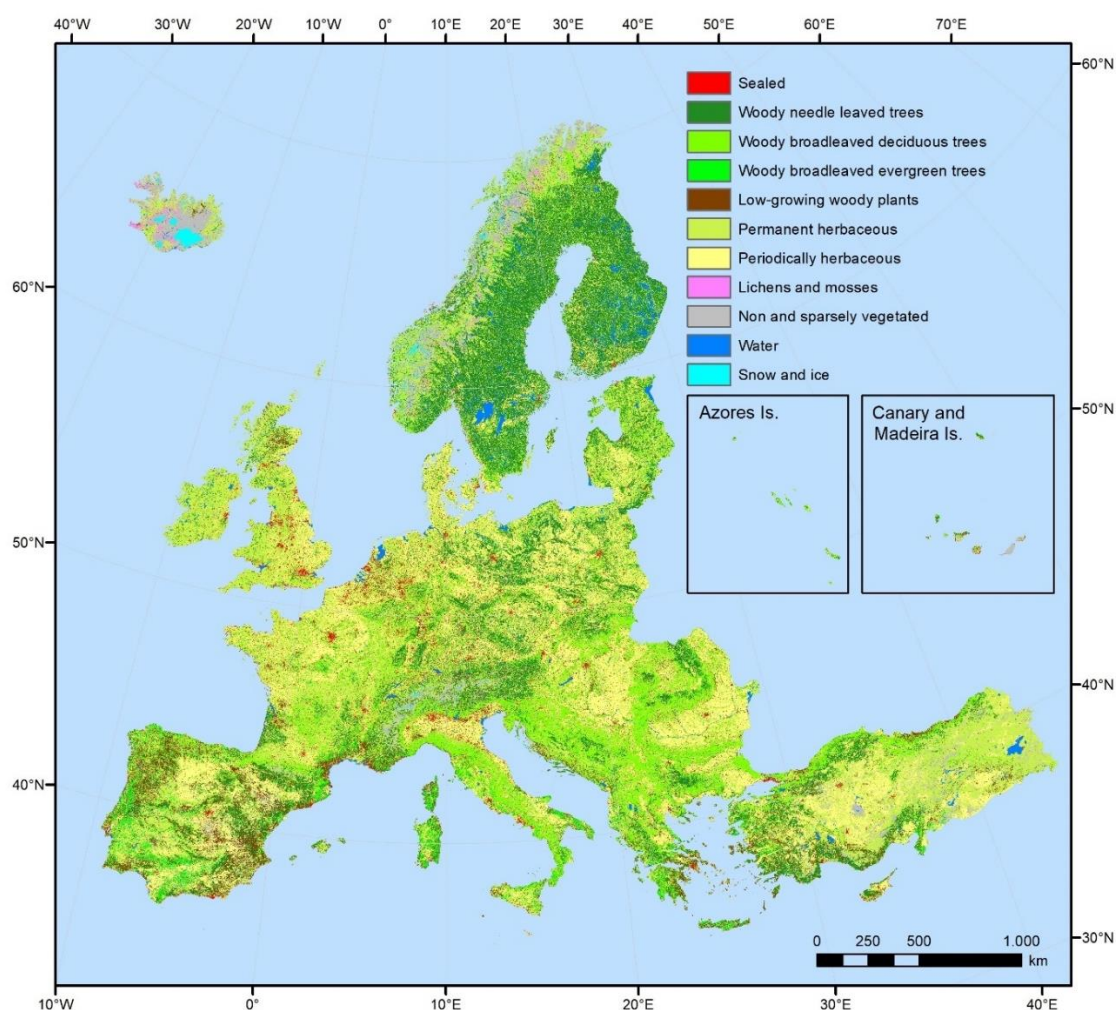 40°W 30°W 20°W 10°W 0° 10°E 20°E 30°E 40°E 50°E 60°E 70°E
60°N
Sealed
Woody needle leaved trees
Woody broadleaved deciduous trees
Woody broadleaved evergreen trees
Low-growing woody plants
Permanent herbaceous
Periodically herbaceous
Lichens and mosses
60°N
Non and sparsely vegetated
Water
Snow and ice
50°N
Azores Is.
Canary and
Madeira Is.
50°N
40°N
40°N
30°N
0 250 500 1.000
km
10°W 0° 10°E 20°E 30°E 40°E